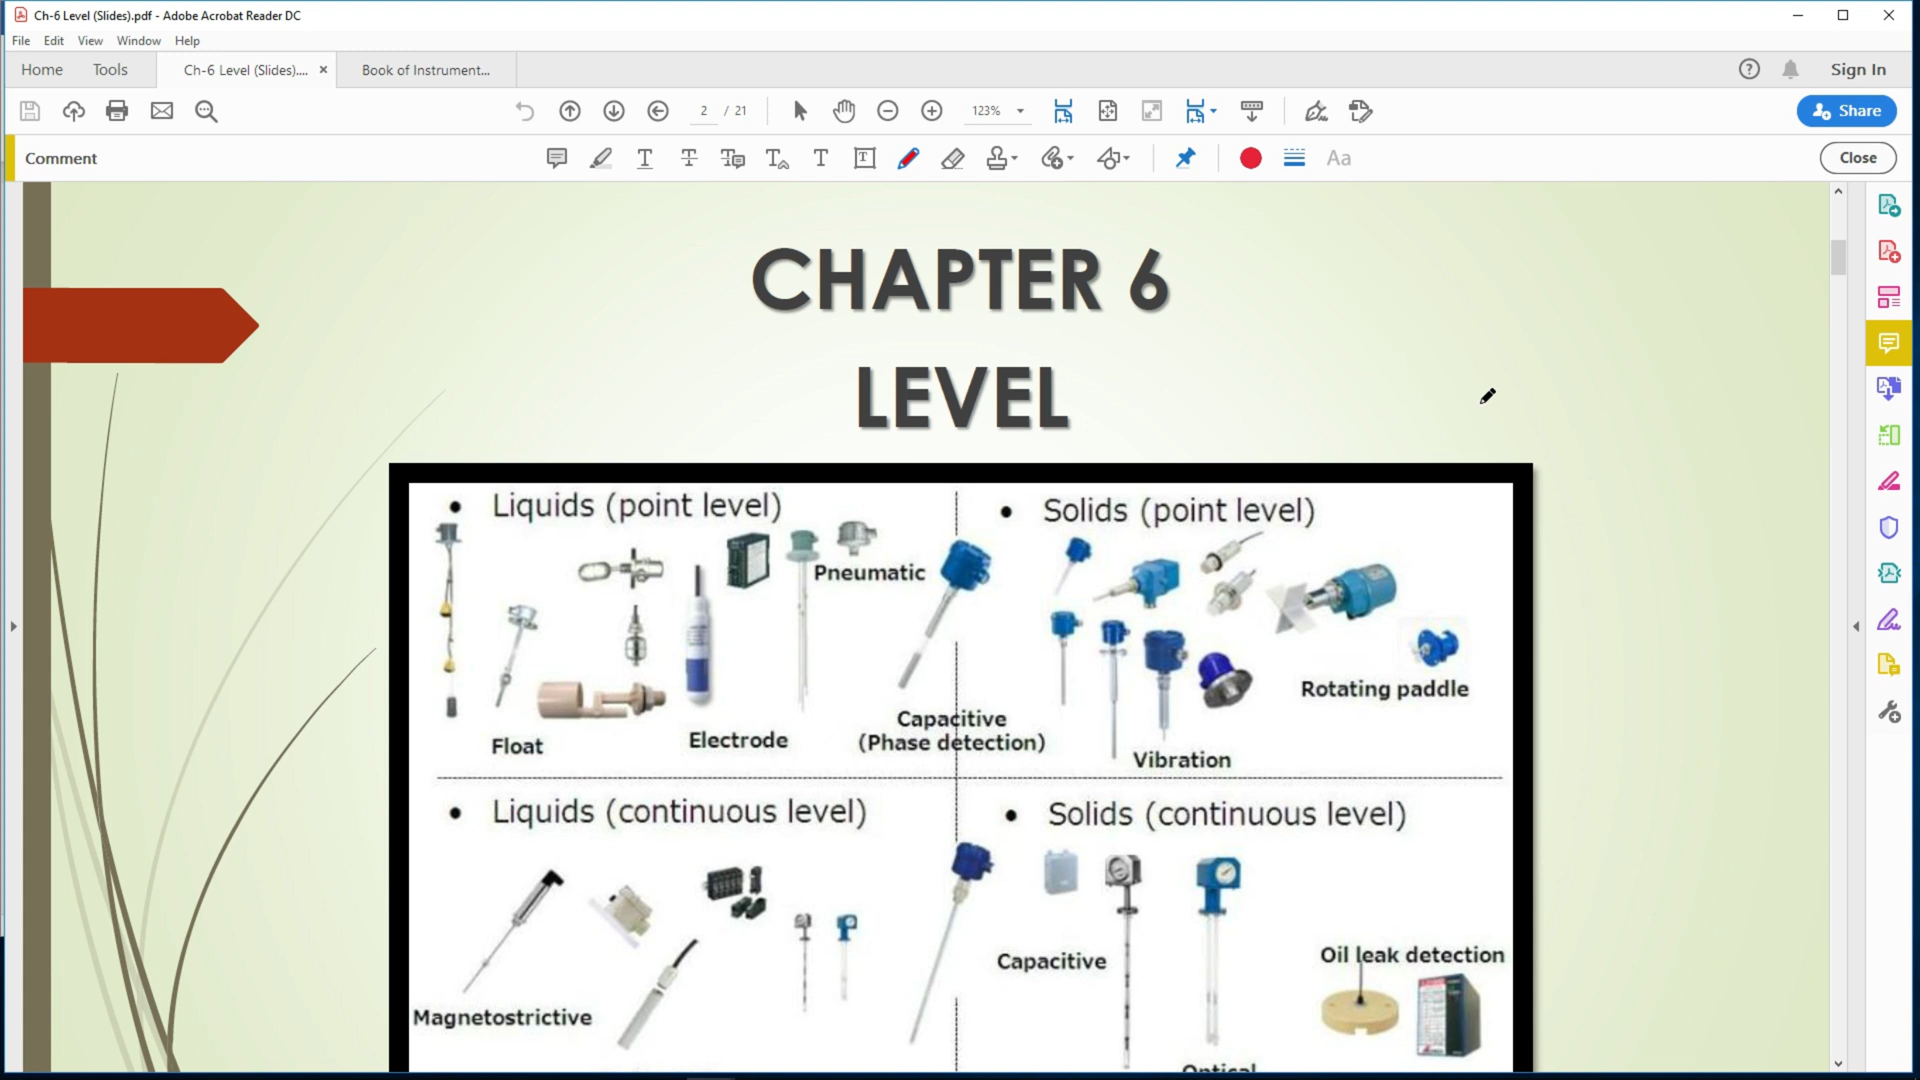 Ch-6 Level (Slides).pdf - Adobe Acrobat Reader DC
File Edit View Window Help
Home Tools Ch-6 Level (Slides).... × Book of Instrument... Sign In
2 / 21 123% Share
Comment Aa Close
CHAPTER 6
LEVEL
• Liquids (point level)
Pneumatic
Float
Electrode
Capacitive
(Phase detection)
• Solids (point level)
Rotating paddle
Vibration
• Liquids (continuous level)
Magnetostrictive
• Solids (continuous level)
Capacitive
Oil leak detection
Optical